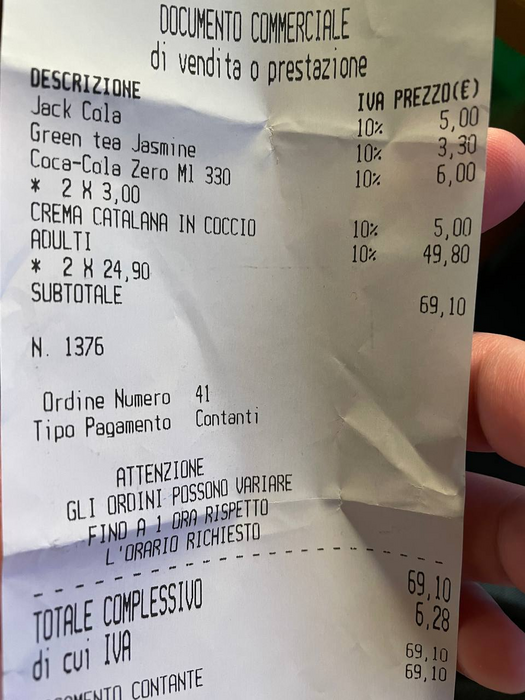 DOCUMENTO COMMERCIALE
di vendita o prestazione
DESCRIZIONE IVA PREZZO(€)
Jack Cola 10% 5,00
Green tea Jasmine 10% 3,30
Coca-Cola Zero Ml 330 10% 6,00
* 2 X 3,00
CREMA CATALANA IN COCCIO 10% 5,00
ADULTI 10% 49,80
* 2 X 24,90
SUBTOTALE 69,10
N. 1376
Ordine Numero 41
Tipo Pagamento Contanti
ATTENZIONE
GLI ORDINI POSSONO VARIARE
FINO A 1 ORA RISPETTO
L'ORARIO RICHIESTO
TOTALE COMPLESSIVO 69,10
di cui IVA 6,28
CONTANTE 69,10
69,10